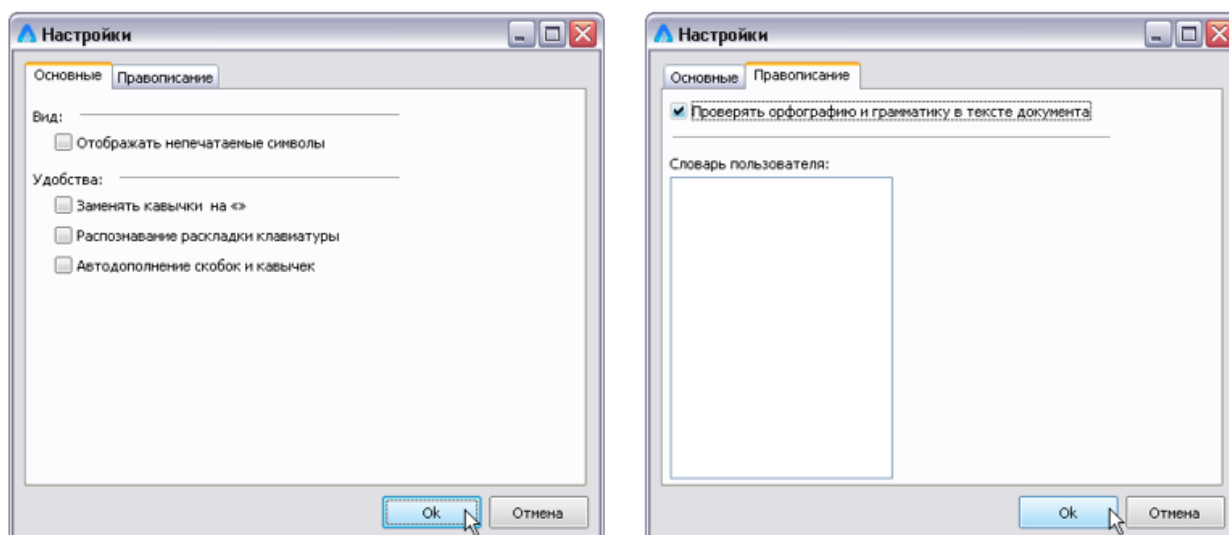 Настройки
Основные Правописание
Вид:
Отображать непечатаемые символы
Удобства:
Заменять кавычки на «»
Распознавание раскладки клавиатуры
Автодополнение скобок и кавычек
Ok Отмена
Настройки
Основные Правописание
Проверять орфографию и грамматику в тексте документа
Словарь пользователя:
Ok Отмена